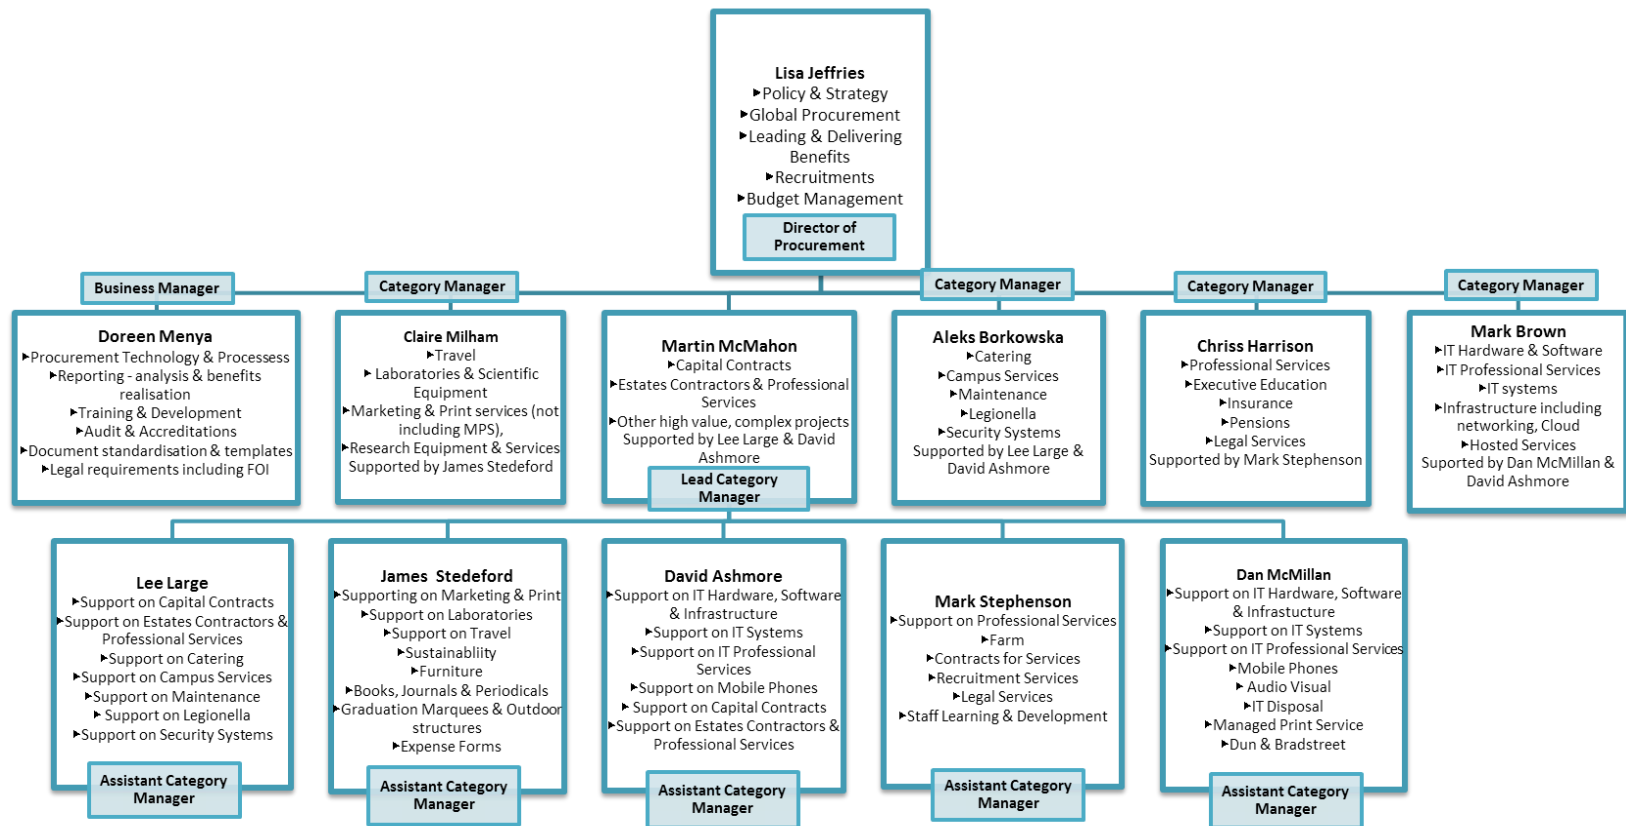 Lisa Jeffries
▶Policy & Strategy
▶Global Procurement
▶Leading & Delivering
Benefits
▶Recruitments
▶Budget Management
Director of
Procurement
Business Manager
Doreen Menya
▶Procurement Technology & Processess
▶Reporting - analysis & benefits
realisation
▶Training & Development
▶Audit & Accreditations
▶Document standardisation & templates
▶Legal requirements including FOI
Category Manager
Claire Milham
▶Travel
▶Laboratories & Scientific
Equipment
▶Marketing & Print services (not
including MPS),
▶Research Equipment & Services
Supported by James Stedeford
Martin McMahon
▶Capital Contracts
▶Estates Contractors & Professional
Services
▶Other high value, complex projects
Supported by Lee Large & David
Ashmore
Lead Category
Manager
Category Manager
Aleks Borkowska
▶Catering
▶Campus Services
▶Maintenance
▶Legionella
▶Security Systems
Supported by Lee Large &
David Ashmore
Category Manager
Chriss Harrison
▶Professional Services
▶Executive Education
▶Insurance
▶Pensions
▶Legal Services
Supported by Mark Stephenson
Category Manager
Mark Brown
▶IT Hardware & Software
▶IT Professional Services
▶IT systems
▶Infrastructure including
networking, Cloud
▶Hosted Services
Suported by Dan McMillan &
David Ashmore
Lee Large
▶Support on Capital Contracts
▶Support on Estates Contractors &
Professional Services
▶Support on Catering
▶Support on Campus Services
▶Support on Maintenance
▶Support on Legionella
▶Support on Security Systems
Assistant Category
Manager
James Stedeford
▶Supporting on Marketing & Print
▶Support on Laboratories
▶Support on Travel
▶Sustainabliity
▶Furniture
▶Books, Journals & Periodicals
▶Graduation Marquees & Outdoor
structures
▶Expense Forms
Assistant Category
Manager
David Ashmore
▶Support on IT Hardware, Software
& Infrastructure
▶Support on IT Systems
▶Support on IT Professional
Services
▶Support on Mobile Phones
▶Support on Capital Contracts
▶Support on Estates Contractors &
Professional Services
Assistant Category
Manager
Mark Stephenson
▶Support on Professional Services
▶Farm
▶Contracts for Services
▶Recruitment Services
▶Legal Services
▶Staff Learning & Development
Assistant Category
Manager
Dan McMillan
▶Support on IT Hardware, Software
& Infrastucture
▶Support on IT Systems
▶Support on IT Professional Services
▶Mobile Phones
▶Audio Visual
▶IT Disposal
▶Managed Print Service
▶Dun & Bradstreet
Assistant Category
Manager